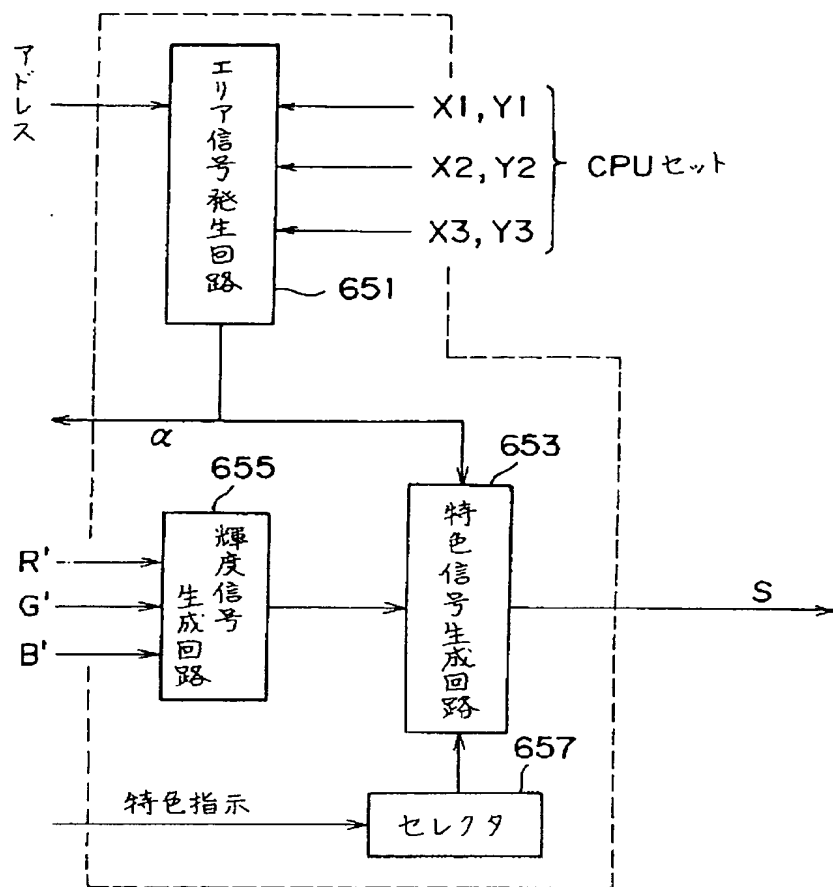 アドレス
エリア信号発生回路
X1, Y1
X2, Y2
X3, Y3
CPUセット
651
α
653
655
輝度信号
生成回路
特色信号生成回路
R'
G'
B'
S
657
特色指示
セレクタ